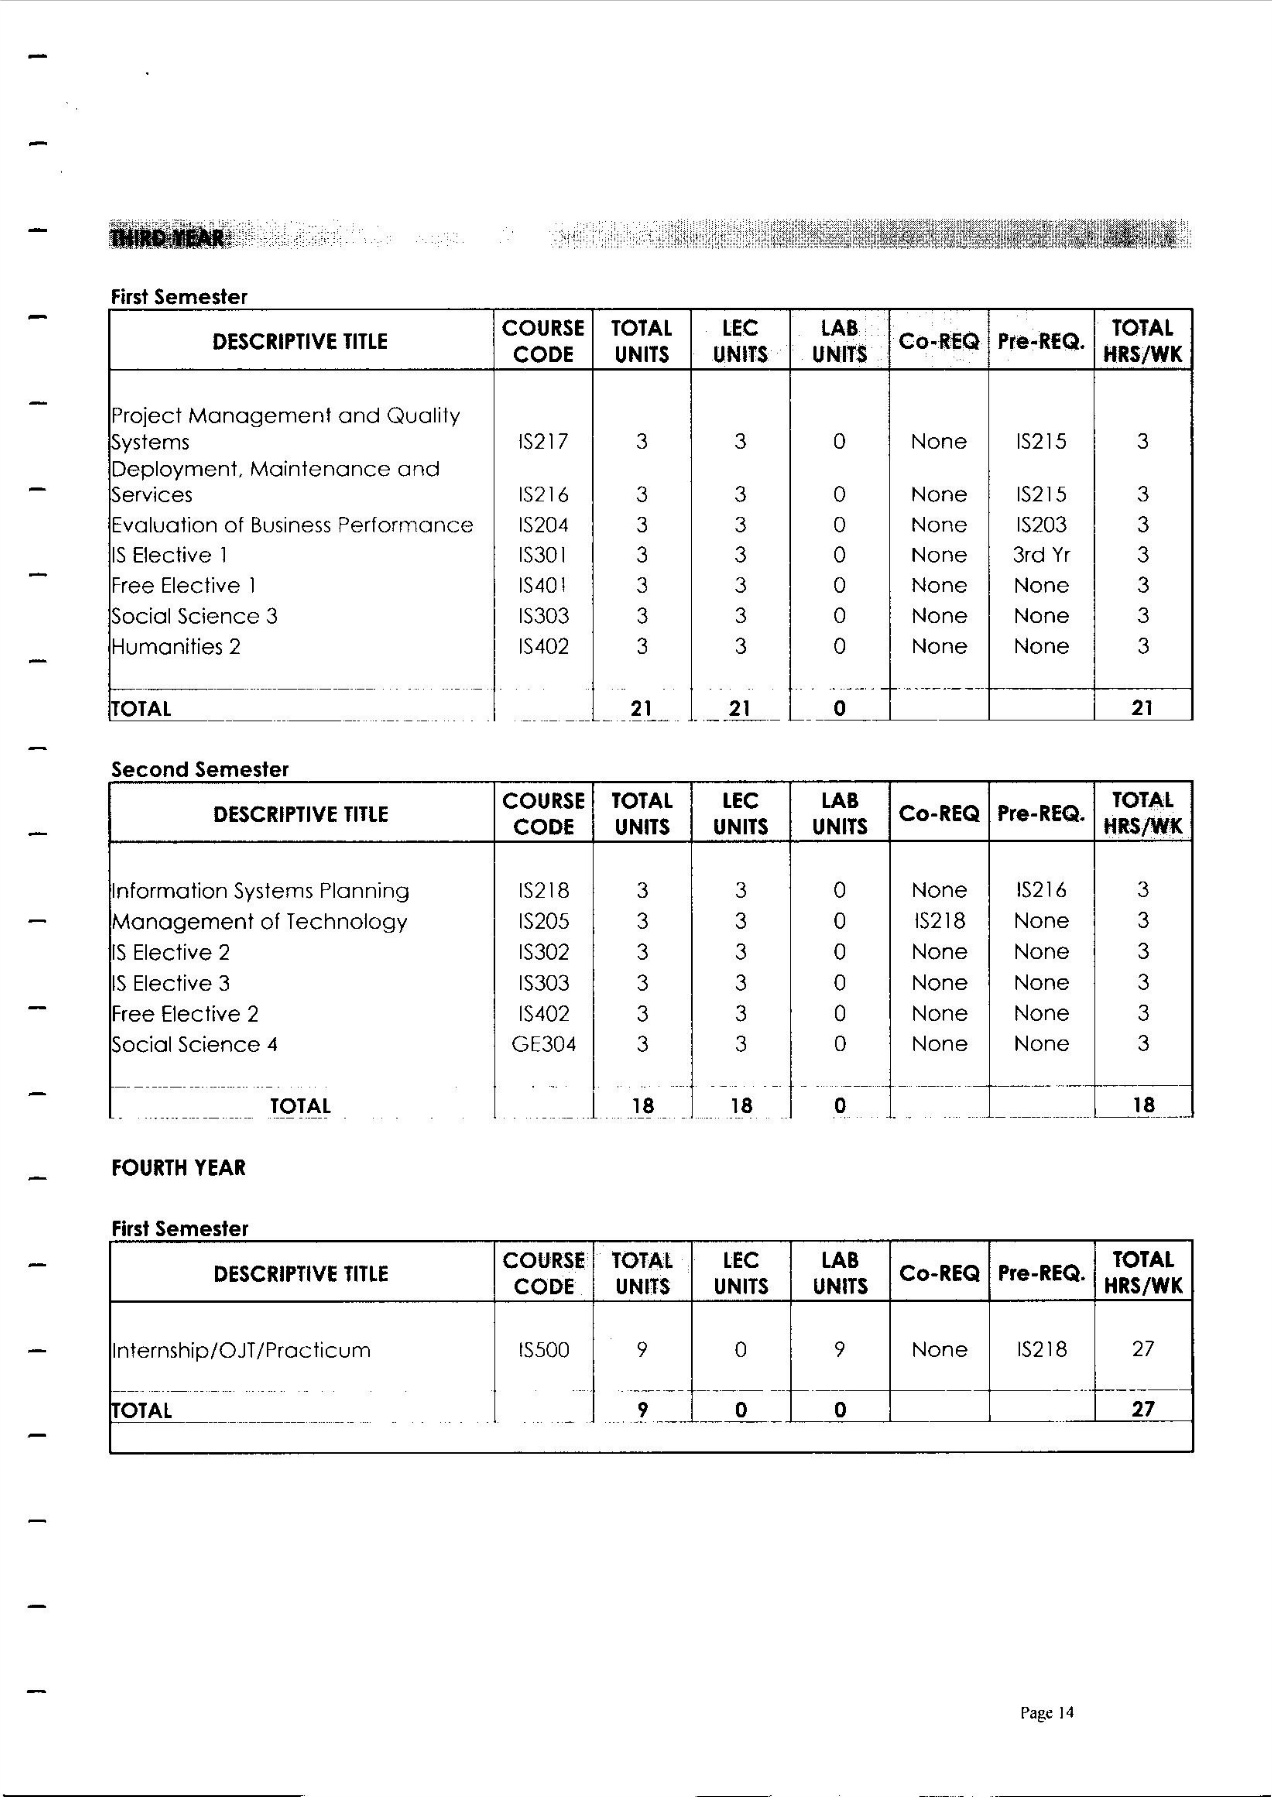 THIRD YEAR
First Semester
DESCRIPTIVE TITLE COURSE CODE TOTAL UNITS LEC UNITS LAB UNITS Co-REQ Pre-REQ. TOTAL HRS/WK
Project Management and Quality
Systems IS217 3 3 0 None IS215 3
Deployment, Maintenance and
Services IS216 3 3 0 None IS215 3
Evaluation of Business Performance IS204 3 3 0 None IS203 3
IS Elective 1 IS301 3 3 0 None 3rd Yr 3
Free Elective 1 IS401 3 3 0 None None 3
Social Science 3 IS303 3 3 0 None None 3
Humanities 2 IS402 3 3 0 None None 3
TOTAL 21 21 0 21
Second Semester
DESCRIPTIVE TITLE COURSE CODE TOTAL UNITS LEC UNITS LAB UNITS Co-REQ Pre-REQ. TOTAL HRS/WK
Information Systems Planning IS218 3 3 0 None IS216 3
Management of Technology IS205 3 3 0 IS218 None 3
IS Elective 2 IS302 3 3 0 None None 3
IS Elective 3 IS303 3 3 0 None None 3
Free Elective 2 IS402 3 3 0 None None 3
Social Science 4 GE304 3 3 0 None None 3
TOTAL 18 18 0 18
FOURTH YEAR
First Semester
DESCRIPTIVE TITLE COURSE CODE TOTAL UNITS LEC UNITS LAB UNITS Co-REQ Pre-REQ. TOTAL HRS/WK
Internship/OJT/Practicum IS500 9 0 9 None IS218 27
TOTAL 9 0 0 27
Page 14